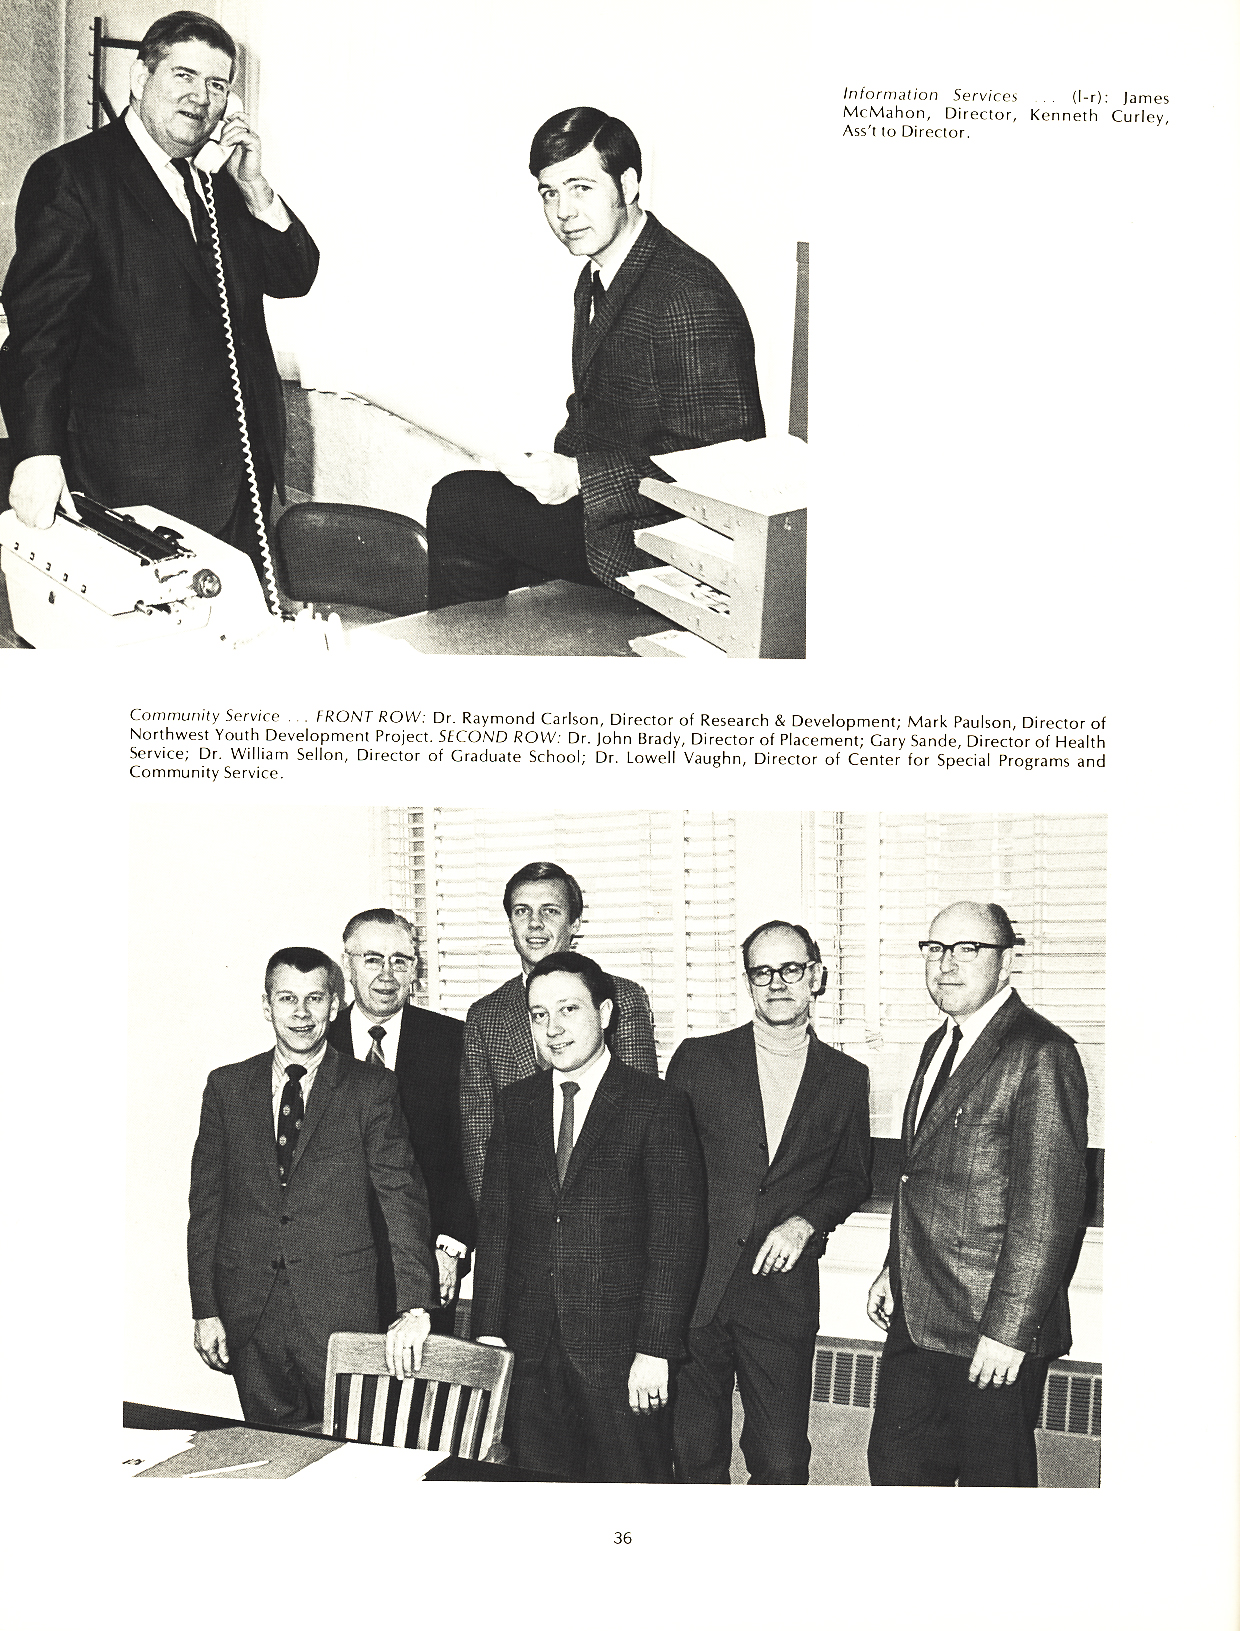 Information Services ... (l-r): James
McMahon, Director, Kenneth Curley,
Ass't to Director.
Community Service ... FRONT ROW: Dr. Raymond Carlson, Director of Research & Development; Mark Paulson, Director of
Northwest Youth Development Project. SECOND ROW: Dr. John Brady, Director of Placement; Gary Sande, Director of Health
Service; Dr. William Sellon, Director of Graduate School; Dr. Lowell Vaughn, Director of Center for Special Programs and
Community Service.
36